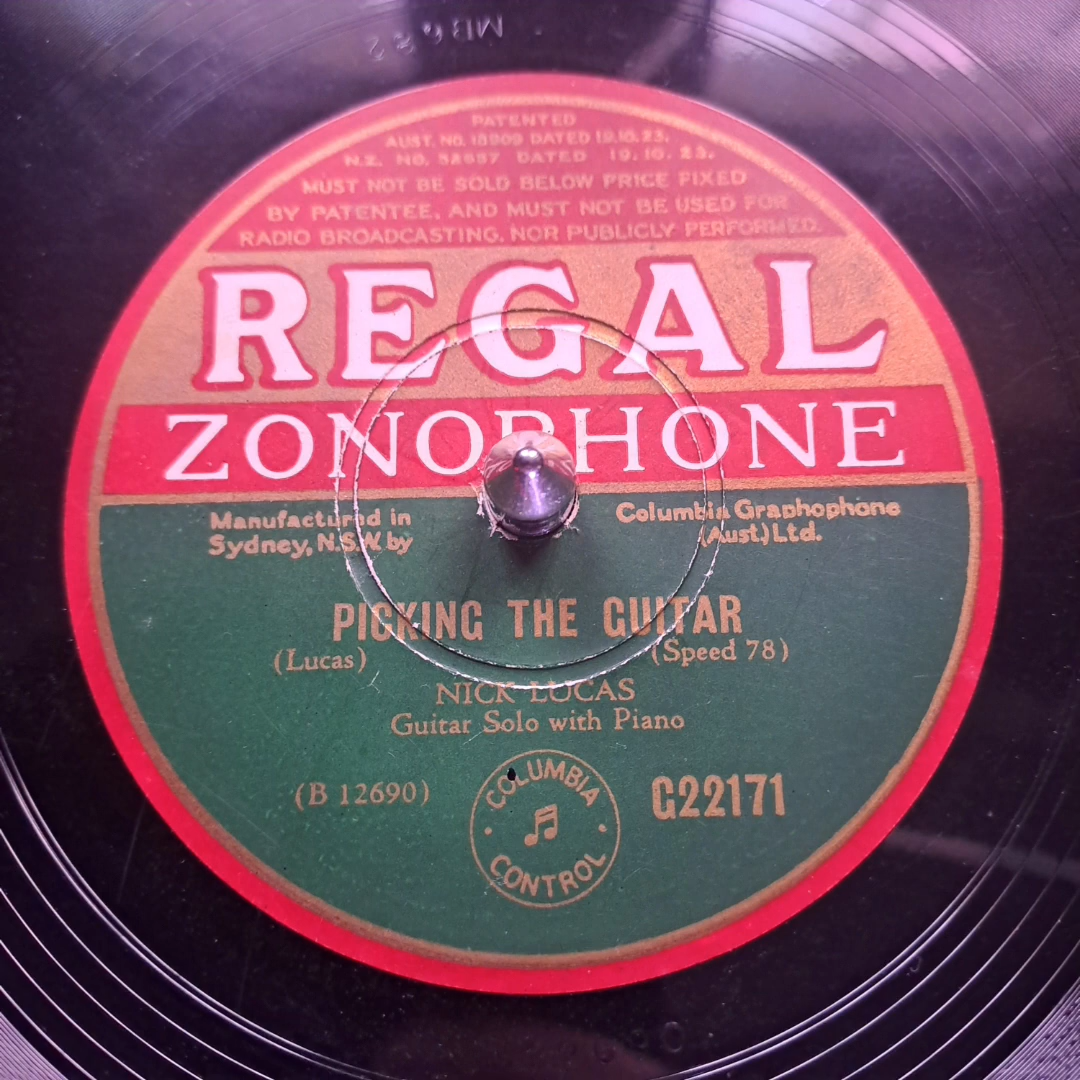 PATENTED
AUST. NO. 18909 DATED 19.10.23.
N.Z. NO. 52657 DATED 19.10.23.
MUST NOT BE SOLD BELOW PRICE FIXED
BY PATENTEE, AND MUST NOT BE USED FOR
RADIO BROADCASTING, NOR PUBLICLY PERFORMED.
REGAL
ZONOPHONE
Manufactured in
Sydney, N.S.W. by
Columbia Graphophone
(Aust.) Ltd.
PICKING THE GUITAR
(Lucas) (Speed 78)
NICK LUCAS
Guitar Solo with Piano
(B 12690) G22171
COLUMBIA
CONTROL